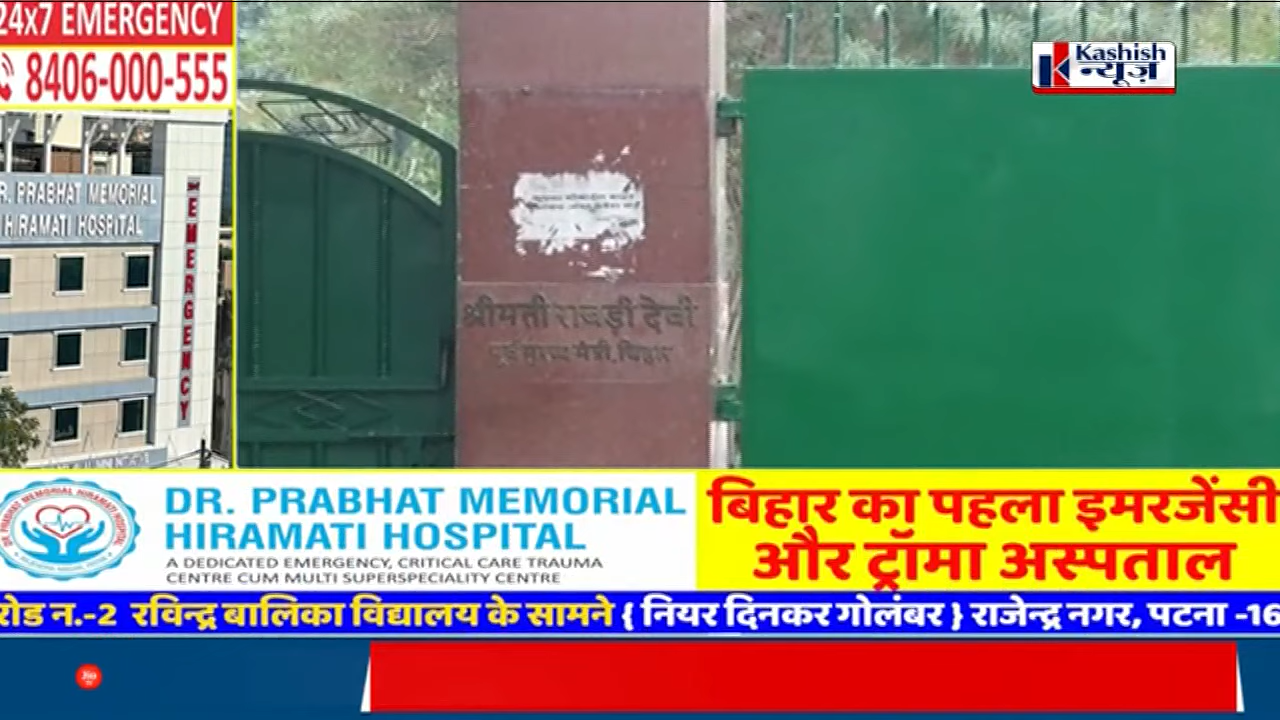 24x7 EMERGENCY
8406-000-555
Kashish
न्यूज़
DR. PRABHAT MEMORIAL
HIRAMATI HOSPITAL
EMERGENCY
श्रीमती राबड़ी देवी
पूर्व मुख्य मंत्री, बिहार
DR. PRABHAT MEMORIAL
HIRAMATI HOSPITAL
A DEDICATED EMERGENCY, CRITICAL CARE TRAUMA
CENTRE CUM MULTI SUPERSPECIALITY CENTRE
बिहार का पहला इमरजेंसी
और ट्रॉमा अस्पताल
रोड न.-2 रविन्द्र बालिका विद्यालय के सामने { नियर दिनकर गोलंबर } राजेन्द्र नगर, पटना -16